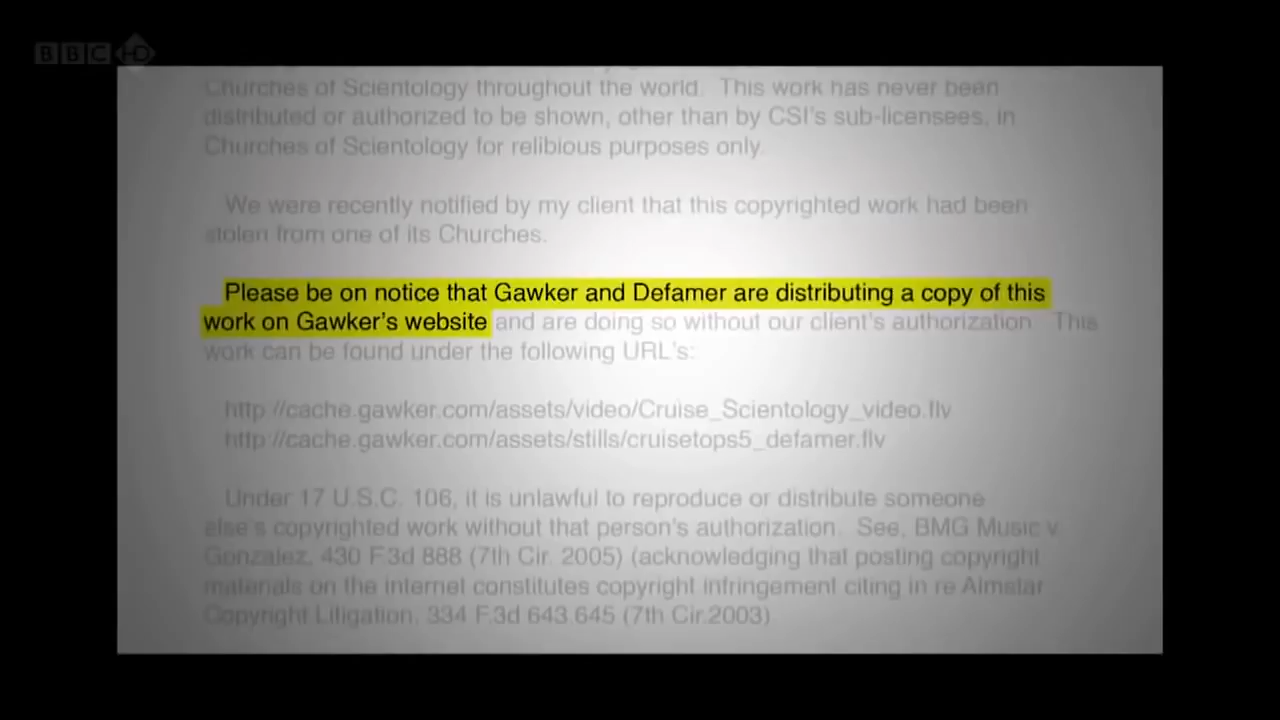 BBC HD
Churches of Scientology throughout the world. This work has never been
distributed or authorized to be shown, other than by CSI's sub-licensees, in
Churches of Scientology for relibious purposes only.
We were recently notified by my client that this copyrighted work had been
stolen from one of its Churches.
Please be on notice that Gawker and Defamer are distributing a copy of this
work on Gawker's website and are doing so without our client's authorization. This
work can be found under the following URL's:
http://cache.gawker.com/assets/video/Cruise_Scientology_video.flv
http://cache.gawker.com/assets/stills/cruisetops5_defamer.flv
Under 17 U.S.C. 106, it is unlawful to reproduce or distribute someone
else's copyrighted work without that person's authorization. See, BMG Music v.
Gonzalez, 430 F.3d 888 (7th Cir. 2005) (acknowledging that posting copyright
materials on the internet constitutes copyright infringement citing in re Almstar
Copyright Litigation, 334 F.3d 643.645 (7th Cir.2003)